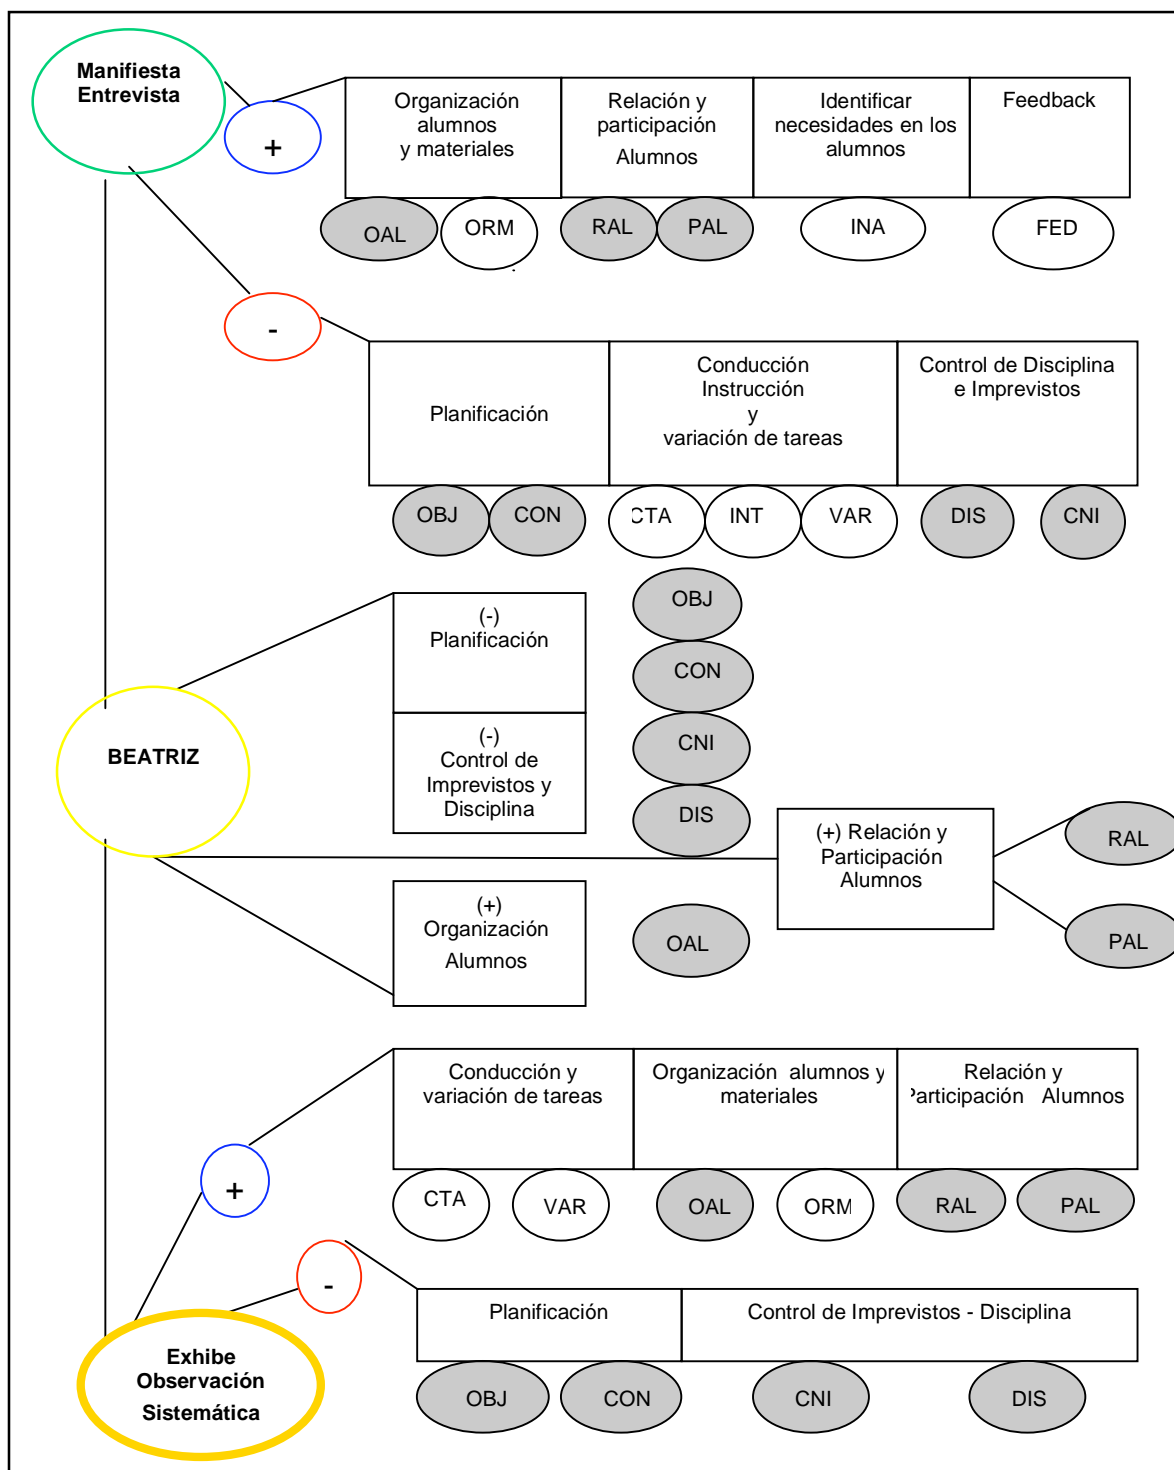 Manifiesta
Entrevista
+
Organización
alumnos
y materiales
Relación y
participación
Alumnos
Identificar
necesidades en los
alumnos
Feedback
OAL
ORM
RAL
PAL
INA
FED
-
Planificación
Conducción
Instrucción
y
variación de tareas
Control de Disciplina
e Imprevistos
OBJ
CON
CTA
INT
VAR
DIS
CNI
(-)
Planificación
OBJ
CON
(-)
Control de
Imprevistos y
Disciplina
CNI
DIS
BEATRIZ
(+) Relación y
Participación
Alumnos
RAL
PAL
(+)
Organización
Alumnos
OAL
+
Conducción y
variación de tareas
Organización alumnos y
materiales
Relación y
Participación Alumnos
CTA
VAR
OAL
ORM
RAL
PAL
-
Planificación
Control de Imprevistos - Disciplina
OBJ
CON
CNI
DIS
Exhibe
Observación
Sistemática